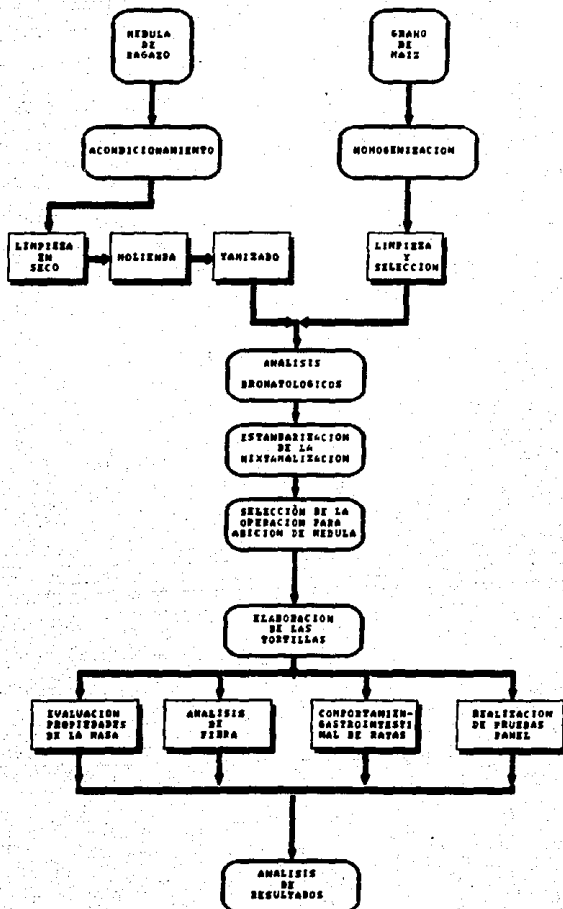 MEDULA
DE
BAGAZO
GRANO
DE
MAIZ
ACONDICIONAMIENTO
HOMOGENIZACION
LIMPIEZA
EN
SECO
MOLIENDA
TAMIZADO
LIMPIEZA
Y
SELECCION
ANALISIS
BROMATOLOGICOS
ESTANDARIZACION
DE LA
NIXTAMALIZACION
SELECCIÒN DE LA
OPERACION PARA
ADICION DE MEDULA
ELABORACION
DE LAS
TORTILLAS
EVALUACION
PROPIEDADES
DE LA MASA
ANALISIS
DE
FIBRA
COMPORTAMIEN-
GASTROINTESTI
NAL DE RATAS
REALIZACION
DE PRUEBAS
PANEL
ANALISIS
DE
RESULTADOS